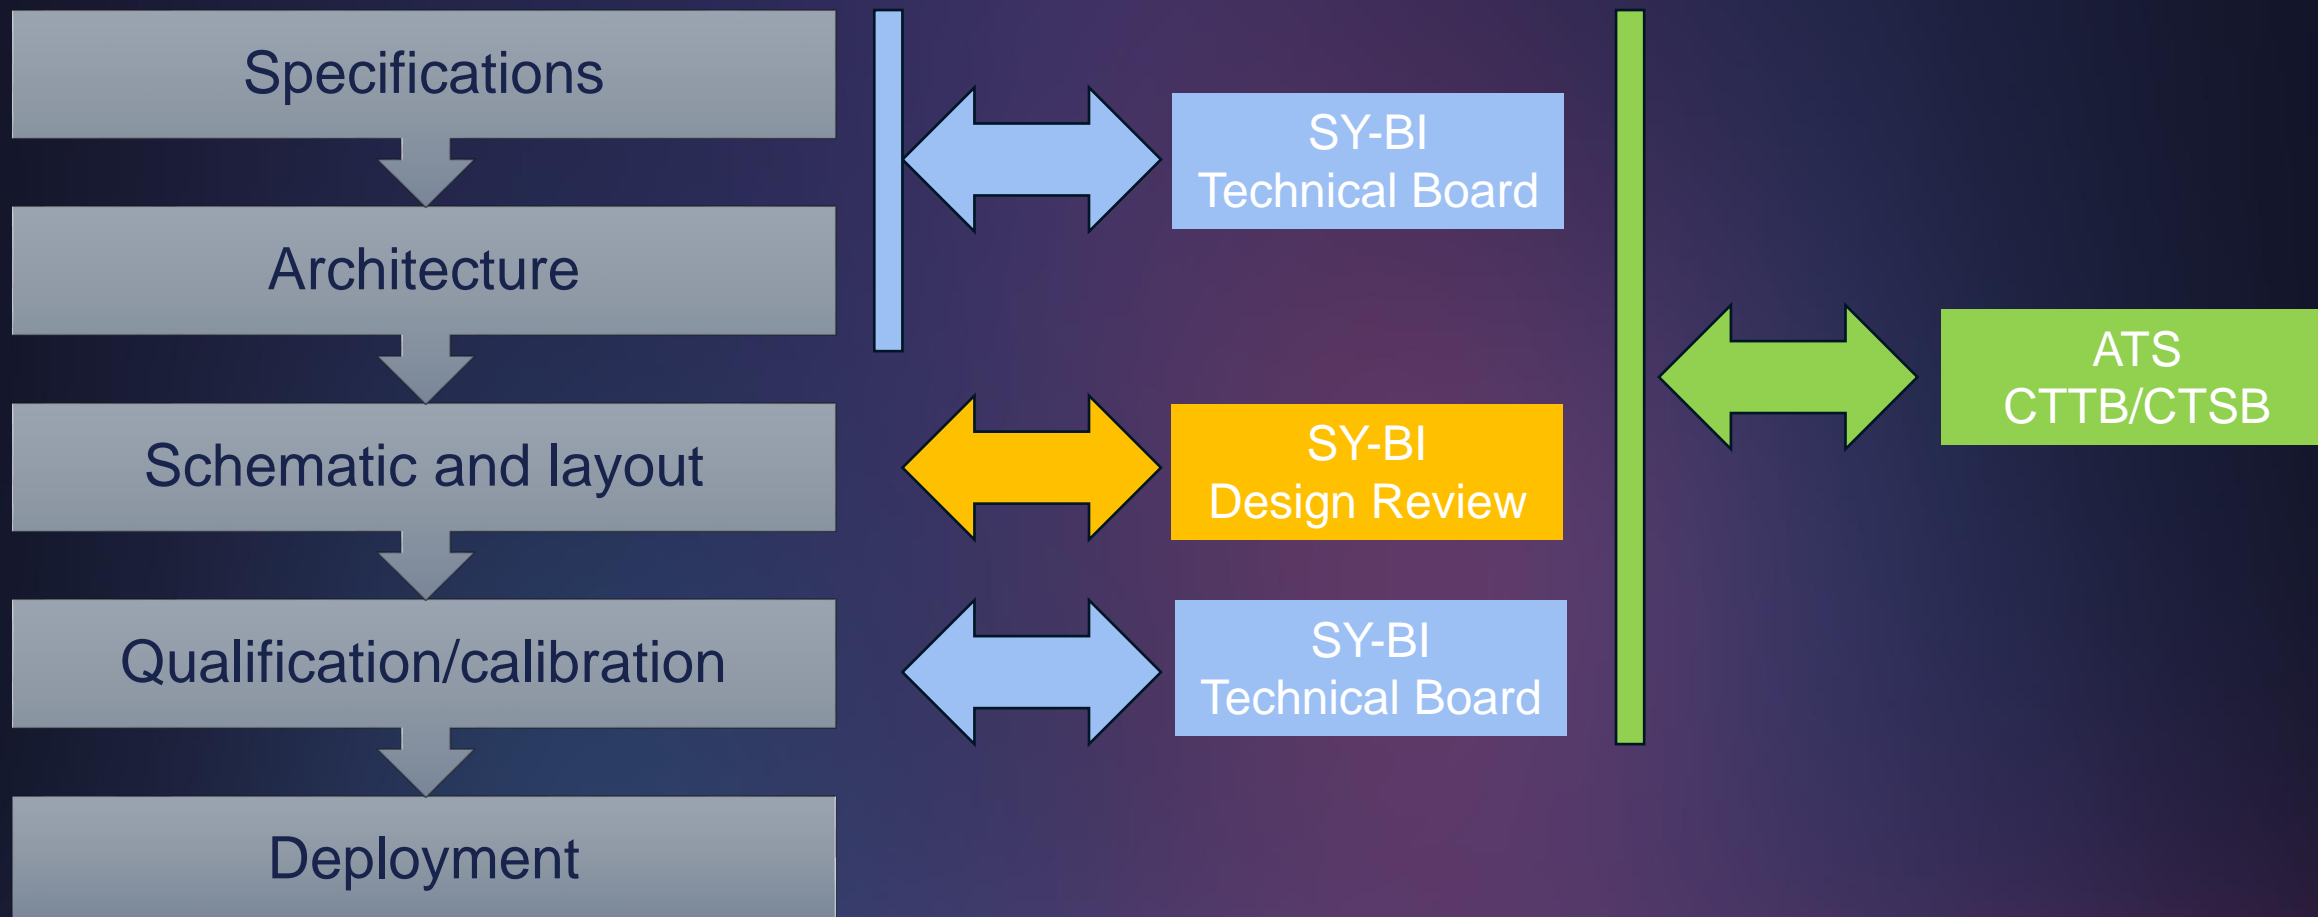 Specifications
Architecture
Schematic and layout
Qualification/calibration
Deployment
SY-BI
Technical Board
SY-BI
Design Review
SY-BI
Technical Board
ATS
CTTB/CTSB